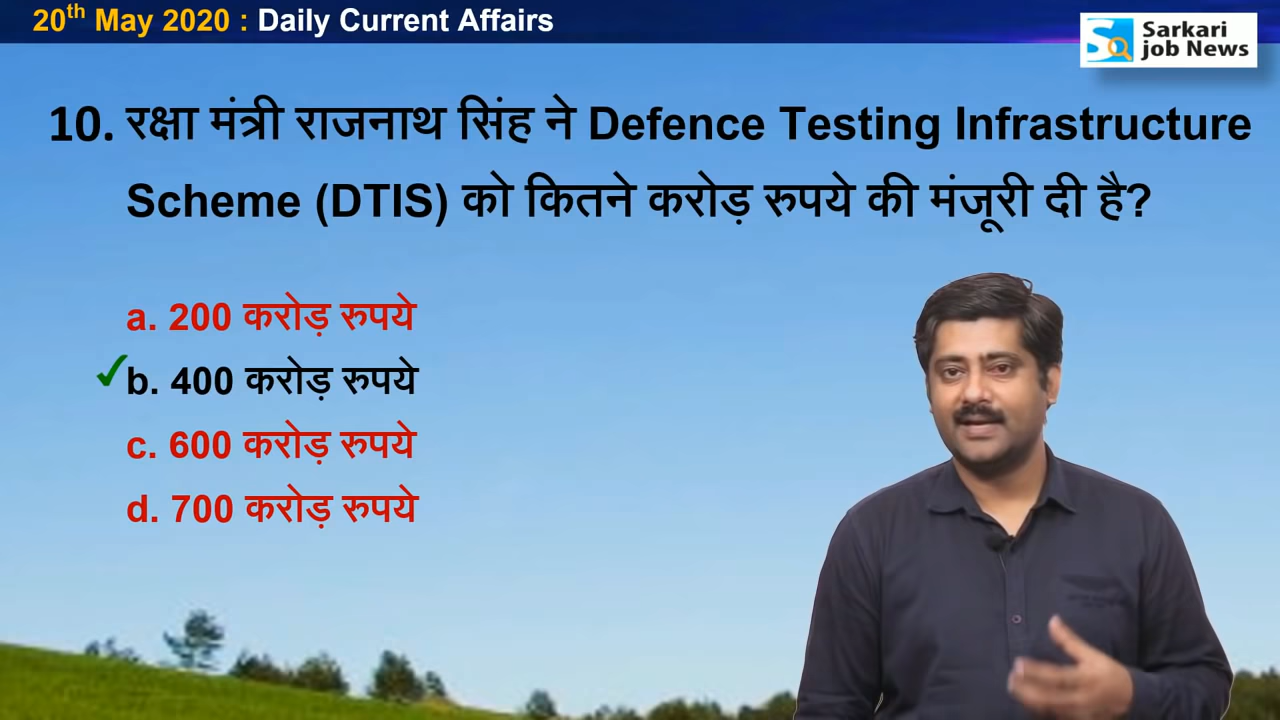 20th May 2020 : Daily Current Affairs
Sarkari
job News
10. रक्षा मंत्री राजनाथ सिंह ने Defence Testing Infrastructure
Scheme (DTIS) को कितने करोड़ रुपये की मंजूरी दी है?
a. 200 करोड़ रुपये
b. 400 करोड़ रुपये
c. 600 करोड़ रुपये
d. 700 करोड़ रुपये